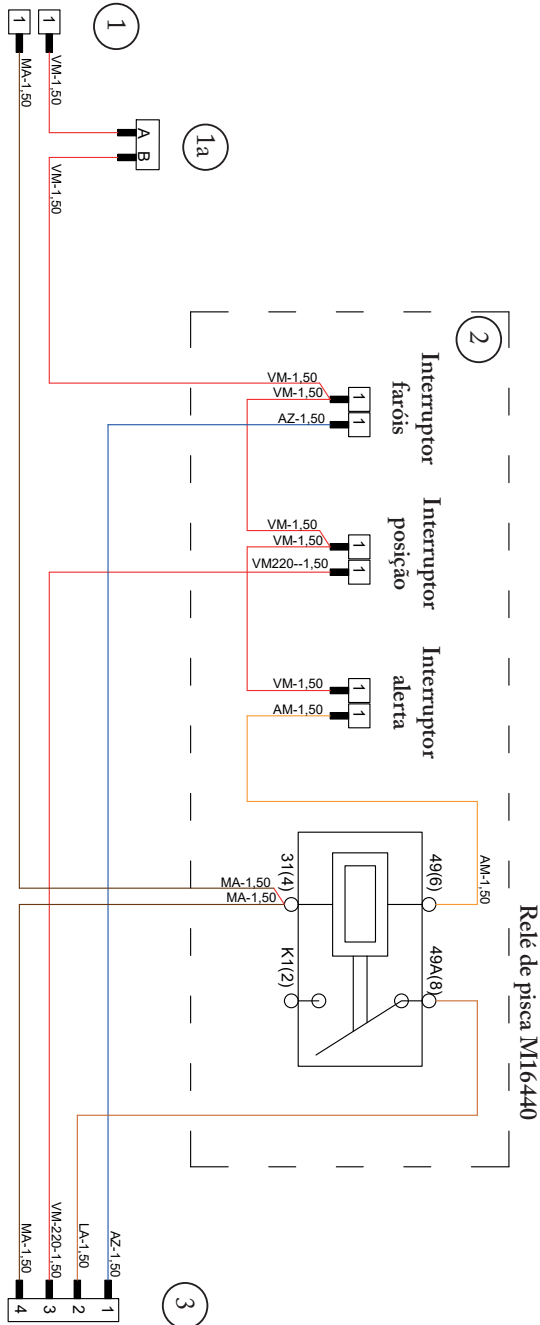 1
1
1
MA-1,50
VM-1,50
A
B
1a
VM-1,50
2
Interruptor
faróis
VM-1,50
VM-1,50
AZ-1,50
1
1
Interruptor
posição
VM-1,50
VM-1,50
VM220--1,50
1
1
Interruptor
alerta
VM-1,50
AM-1,50
1
1
Relé de pisca M16440
AM-1,50
49(6)
49A(8)
31(4)
K1(2)
MA-1,50
MA-1,50
3
AZ-1,50
LA-1,50
VM-220-1,50
MA-1,50
1
2
3
4